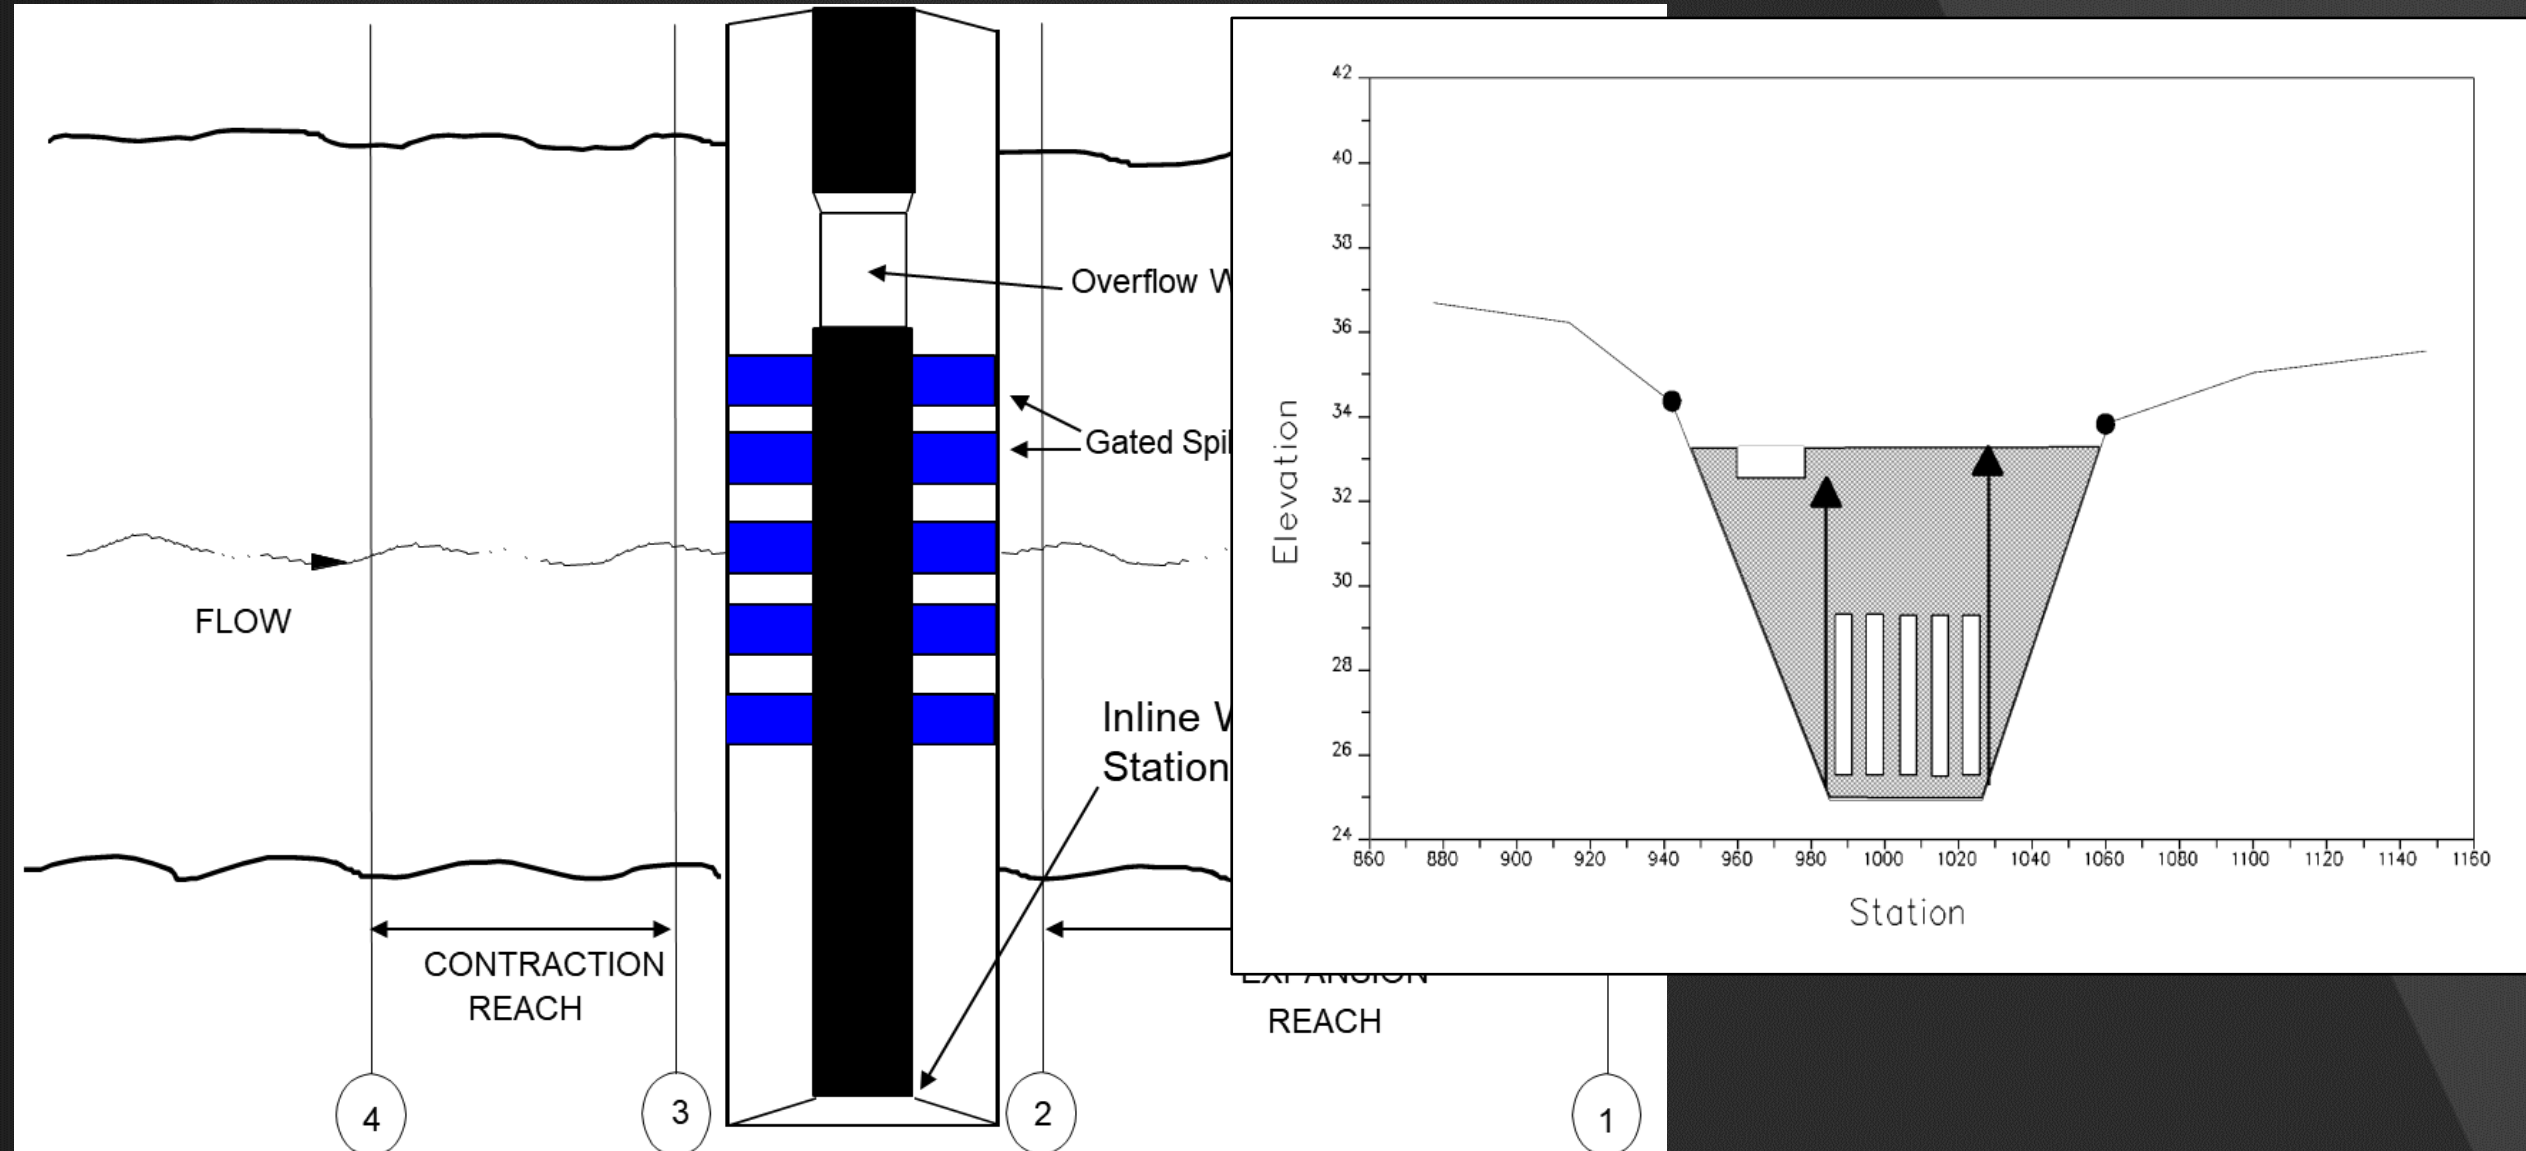 Overflow W
Gated Spil
FLOW
Inline W
Station
CONTRACTION
REACH
EXPANSION
REACH
4
3
2
1
42
40
38
36
34
32
30
28
26
24
Elevation
860 880 900 920 940 960 980 1000 1020 1040 1060 1080 1100 1120 1140 1160
Station